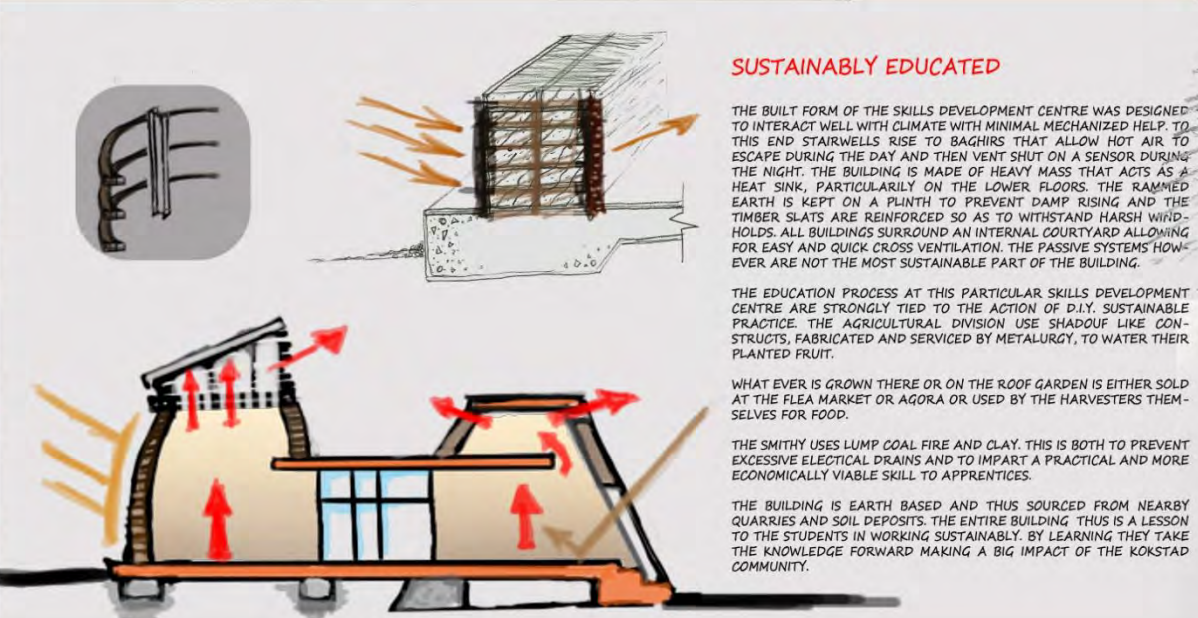 SUSTAINABLY EDUCATED
THE BUILT FORM OF THE SKILLS DEVELOPMENT CENTRE WAS DESIGNED
TO INTERACT WELL WITH CLIMATE WITH MINIMAL MECHANIZED HELP. TO
THIS END STAIRWELLS RISE TO BAGHIRS THAT ALLOW HOT AIR TO
ESCAPE DURING THE DAY AND THEN VENT SHUT ON A SENSOR DURING
THE NIGHT. THE BUILDING IS MADE OF HEAVY MASS THAT ACTS AS A
HEAT SINK, PARTICULARILY ON THE LOWER FLOORS. THE RAMMED
EARTH IS KEPT ON A PLINTH TO PREVENT DAMP RISING AND THE
TIMBER SLATS ARE REINFORCED SO AS TO WITHSTAND HARSH WIND-
HOLDS. ALL BUILDINGS SURROUND AN INTERNAL COURTYARD ALLOWING
FOR EASY AND QUICK CROSS VENTILATION. THE PASSIVE SYSTEMS HOW-
EVER ARE NOT THE MOST SUSTAINABLE PART OF THE BUILDING.
THE EDUCATION PROCESS AT THIS PARTICULAR SKILLS DEVELOPMENT
CENTRE ARE STRONGLY TIED TO THE ACTION OF D.I.Y. SUSTAINABLE
PRACTICE. THE AGRICULTURAL DIVISION USE SHADOUF LIKE CON-
STRUCTS, FABRICATED AND SERVICED BY METALURGY, TO WATER THEIR
PLANTED FRUIT.
WHAT EVER IS GROWN THERE OR ON THE ROOF GARDEN IS EITHER SOLD
AT THE FLEA MARKET OR AGORA OR USED BY THE HARVESTERS THEM-
SELVES FOR FOOD.
THE SMITHY USES LUMP COAL FIRE AND CLAY. THIS IS BOTH TO PREVENT
EXCESSIVE ELECTICAL DRAINS AND TO IMPART A PRACTICAL AND MORE
ECONOMICALLY VIABLE SKILL TO APPRENTICES.
THE BUILDING IS EARTH BASED AND THUS SOURCED FROM NEARBY
QUARRIES AND SOIL DEPOSITS. THE ENTIRE BUILDING THUS IS A LESSON
TO THE STUDENTS IN WORKING SUSTAINABLY. BY LEARNING THEY TAKE
THE KNOWLEDGE FORWARD MAKING A BIG IMPACT OF THE KOKSTAD
COMMUNITY.